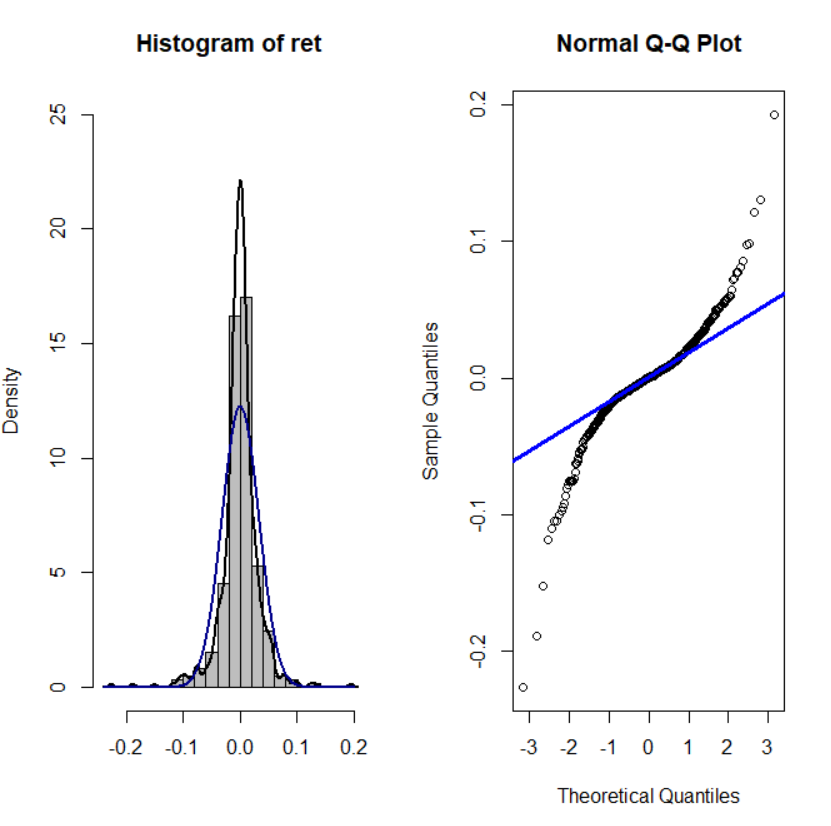 Histogram of ret
Density
0
5
10
15
20
25
-0.2 -0.1 0.0 0.1 0.2
Normal Q-Q Plot
Sample Quantiles
-0.2
-0.1
0.0
0.1
0.2
-3 -2 -1 0 1 2 3
Theoretical Quantiles